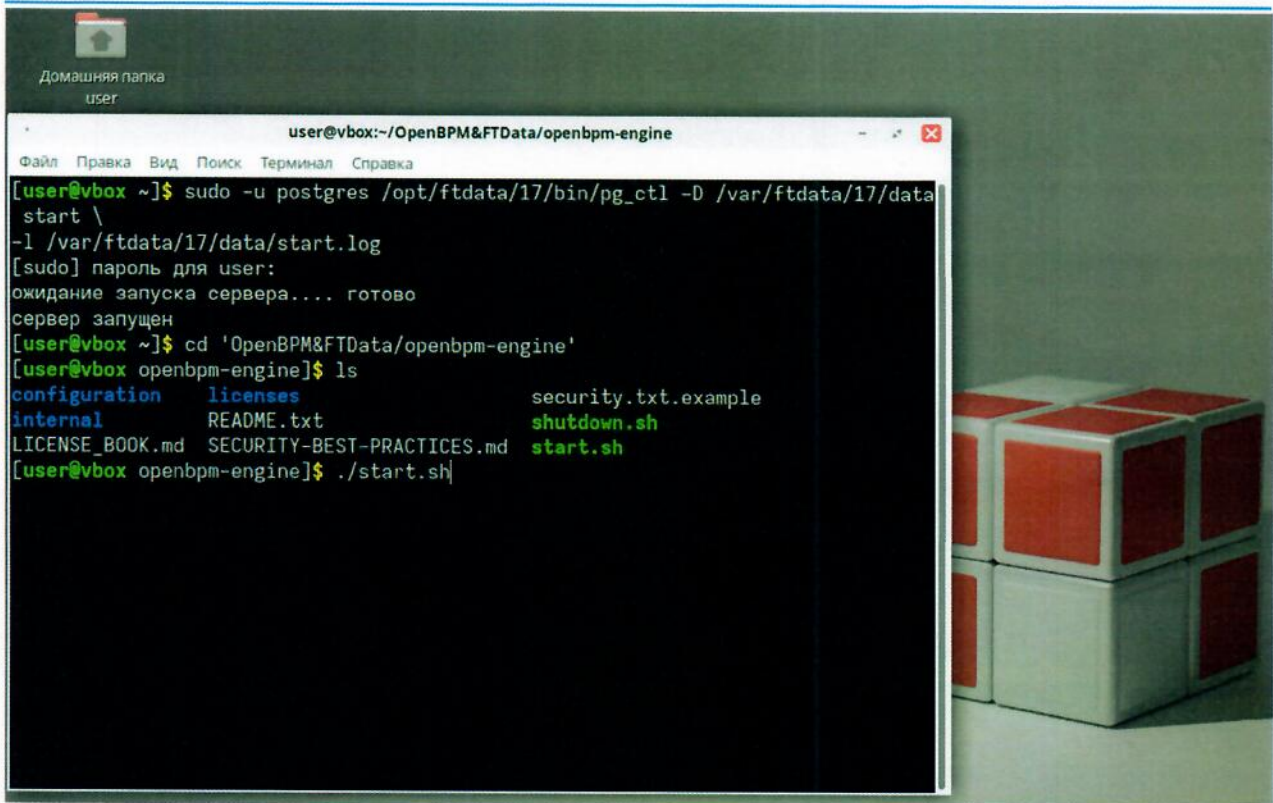 Домашняя папка
user
user@vbox:~/OpenBPM&FTData/openbpm-engine
Файл Правка Вид Поиск Терминал Справка
[user@vbox ~]$ sudo -u postgres /opt/ftdata/17/bin/pg_ctl -D /var/ftdata/17/data
 start \
-l /var/ftdata/17/data/start.log
[sudo] пароль для user:
ожидание запуска сервера.... готово
сервер запущен
[user@vbox ~]$ cd 'OpenBPM&FTData/openbpm-engine'
[user@vbox openbpm-engine]$ ls
configuration licenses security.txt.example
internal README.txt shutdown.sh
LICENSE_BOOK.md SECURITY-BEST-PRACTICES.md start.sh
[user@vbox openbpm-engine]$ ./start.sh